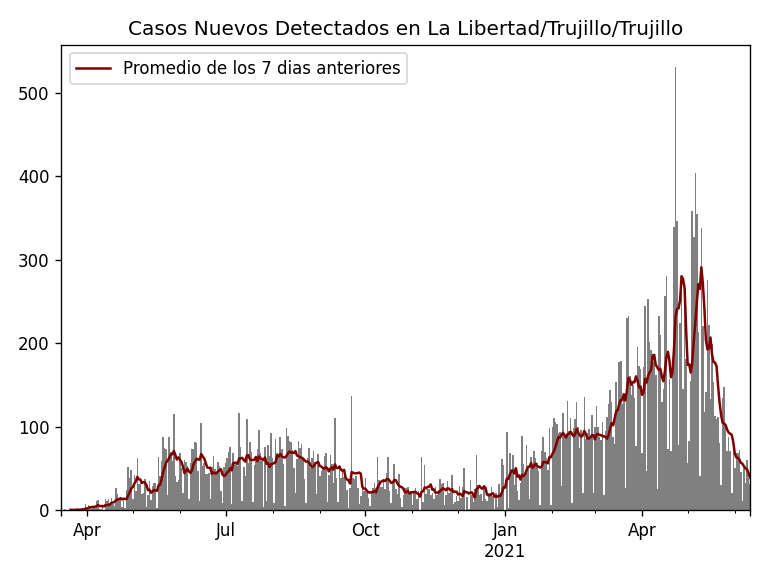 Casos Nuevos Detectados en La Libertad/Trujillo/Trujillo
Promedio de los 7 dias anteriores
500
400
300
200
100
0
Apr Jul Oct Jan Apr
2021